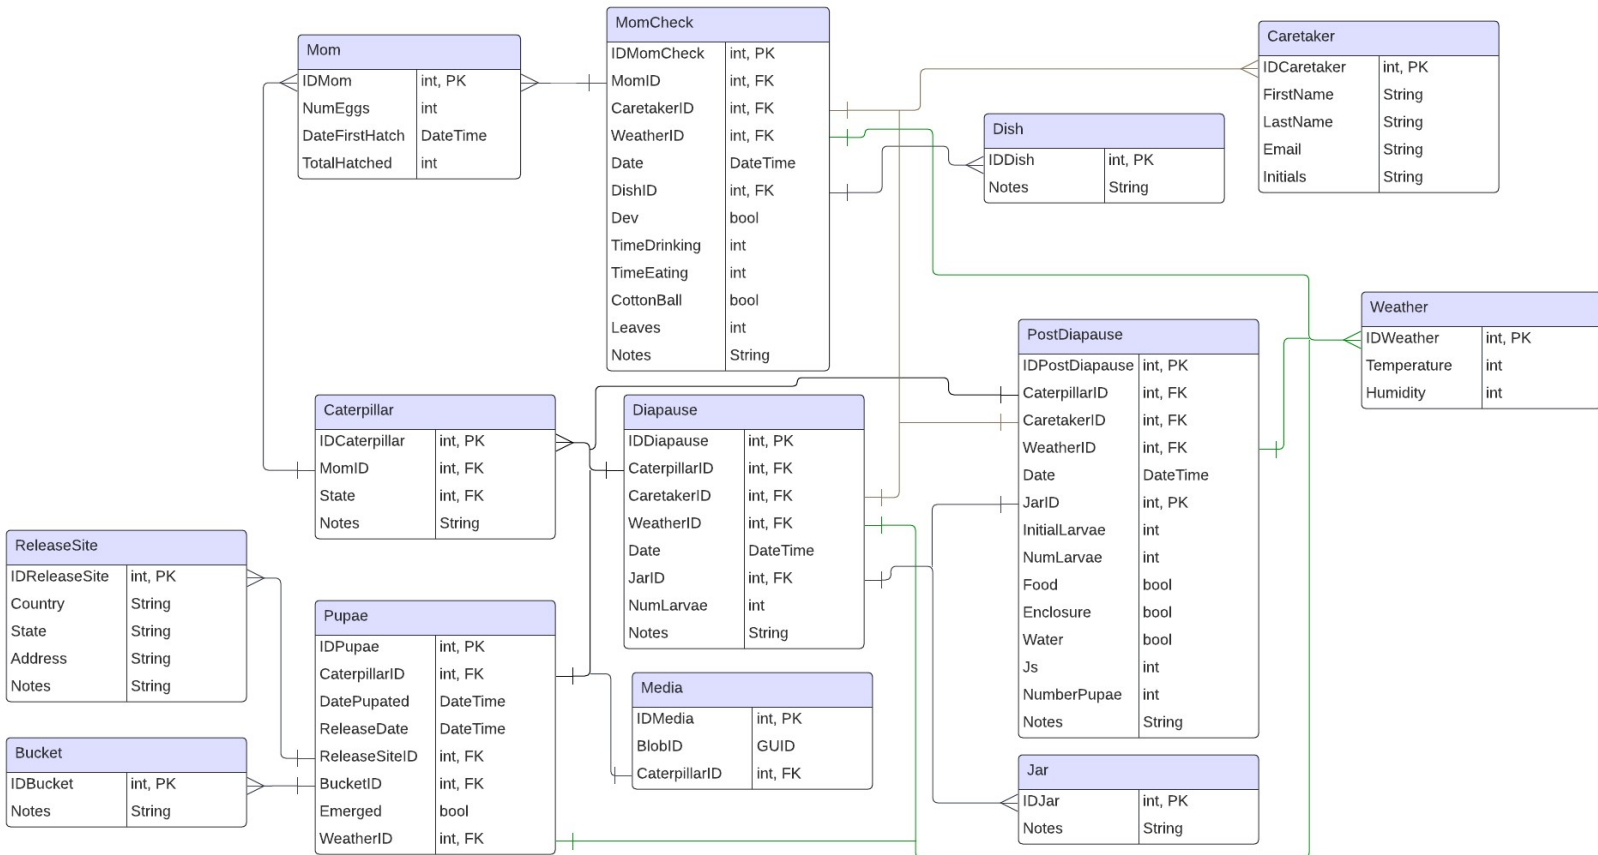 Mom
IDMom int, PK
NumEggs int
DateFirstHatch DateTime
TotalHatched int
MomCheck
IDMomCheck int, PK
MomID int, FK
CaretakerID int, FK
WeatherID int, FK
Date DateTime
DishID int, FK
Dev bool
TimeDrinking int
TimeEating int
CottonBall bool
Leaves int
Notes String
Caretaker
IDCaretaker int, PK
FirstName String
LastName String
Email String
Initials String
Dish
IDDish int, PK
Notes String
Weather
IDWeather int, PK
Temperature int
Humidity int
PostDiapause
IDPostDiapause int, PK
CaterpillarID int, FK
CaretakerID int, FK
WeatherID int, FK
Date DateTime
JarID int, PK
InitialLarvae int
NumLarvae int
Food bool
Enclosure bool
Water bool
Js int
NumberPupae int
Notes String
Caterpillar
IDCaterpillar int, PK
MomID int, FK
State int, FK
Notes String
Diapause
IDDiapause int, PK
CaterpillarID int, FK
CaretakerID int, FK
WeatherID int, FK
Date DateTime
JarID int, FK
NumLarvae int
Notes String
ReleaseSite
IDReleaseSite int, PK
Country String
State String
Address String
Notes String
Pupae
IDPupae int, PK
CaterpillarID int, FK
DatePupated DateTime
ReleaseDate DateTime
ReleaseSiteID int, FK
BucketID int, FK
Emerged bool
WeatherID int, FK
Media
IDMedia int, PK
BlobID GUID
CaterpillarID int, FK
Bucket
IDBucket int, PK
Notes String
Jar
IDJar int, PK
Notes String